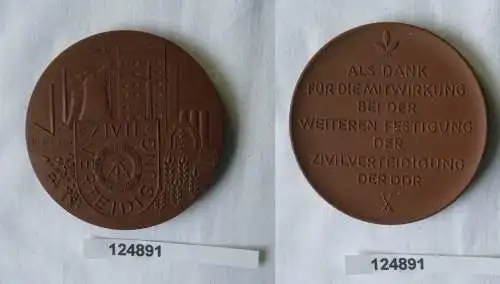 ZIVIL
VERTEIDIGUNG
124891
ALS DANK
FÜR DIE MITWIRKUNG
BEI DER
WEITEREN FESTIGUNG
DER
ZIVILVERTEIDIGUNG
DER DDR
124891